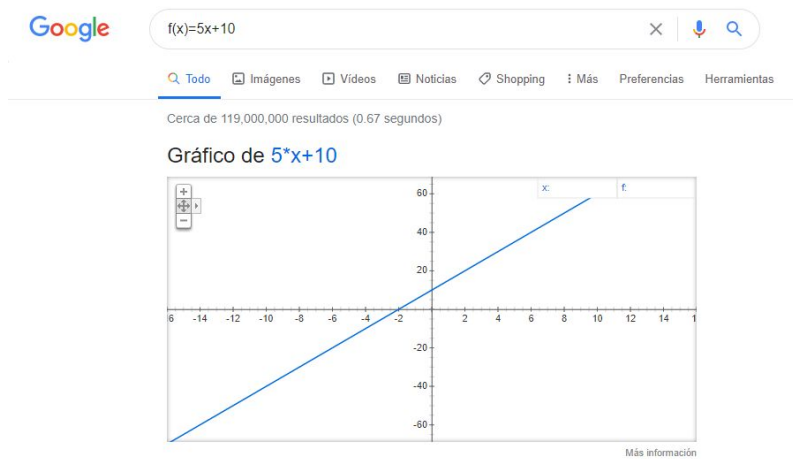 Google
f(x)=5x+10
Todo Imágenes Vídeos Noticias Shopping Más Preferencias Herramientas
Cerca de 119,000,000 resultados (0.67 segundos)
Gráfico de 5*x+10
x: f:
60
40
20
6 -14 -12 -10 -8 -6 -4 -2 2 4 6 8 10 12 14 1
-20
-40
-60
Más información